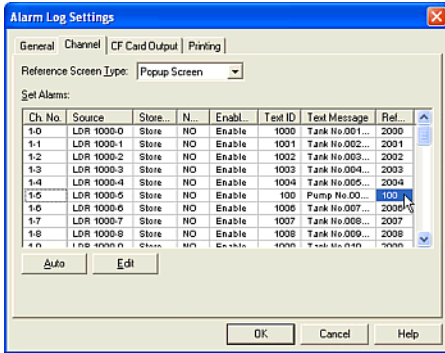 Alarm Log Settings
General Channel CF Card Output Printing
Reference Screen Type: Popup Screen
Set Alarms:
Ch. No. Source Store... N... Enabl... Text ID Text Message Ref...
1-0 LDR 1000-0 Store NO Enable 1000 Tank No.001... 2000
1-1 LDR 1000-1 Store NO Enable 1001 Tank No.002... 2001
1-2 LDR 1000-2 Store NO Enable 1002 Tank No.003... 2002
1-3 LDR 1000-3 Store NO Enable 1003 Tank No.004... 2003
1-4 LDR 1000-4 Store NO Enable 1004 Tank No.005... 2004
1-5 LDR 1000-5 Store NO Enable 100 Pump No.00... 100
1-6 LDR 1000-6 Store NO Enable 1006 Tank No.007... 2006
1-7 LDR 1000-7 Store NO Enable 1007 Tank No.008... 2007
1-8 LDR 1000-8 Store NO Enable 1008 Tank No.009... 2008
Auto Edit
OK Cancel Help